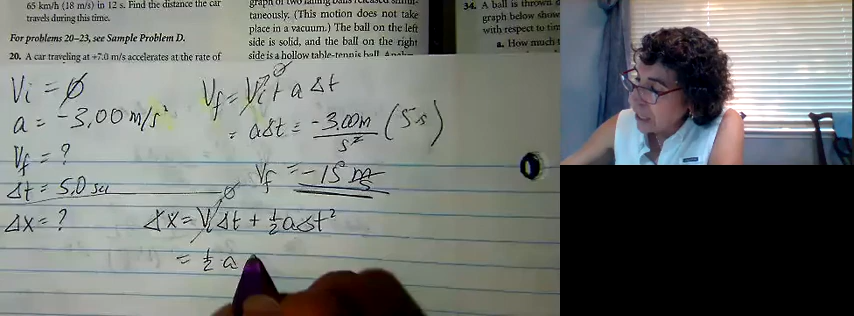 65 km/h (18 m/s) in 12 s. Find the distance the car
travels during this time.
For problems 20–23, see Sample Problem D.
20. A car traveling at +7.0 m/s accelerates at the rate of
graph of two falling balls released
taneously. (This motion does not take
place in a vacuum.) The ball on the left
side is solid, and the ball on the right
side is a hollow table-tennis ball.
34. A ball is thrown
graph below show
with respect to tim
a. How much t
Vi = 0
a = -3.00 m/s²
Vf = ?
Δt = 5.0 sec
Δx = ?
Vf = Vi + a Δt 0
= aΔt = -3.00m/s² (5s)
Vf = -15 m/s
Δx = ViΔt + ½aΔt² 0
= ½ a